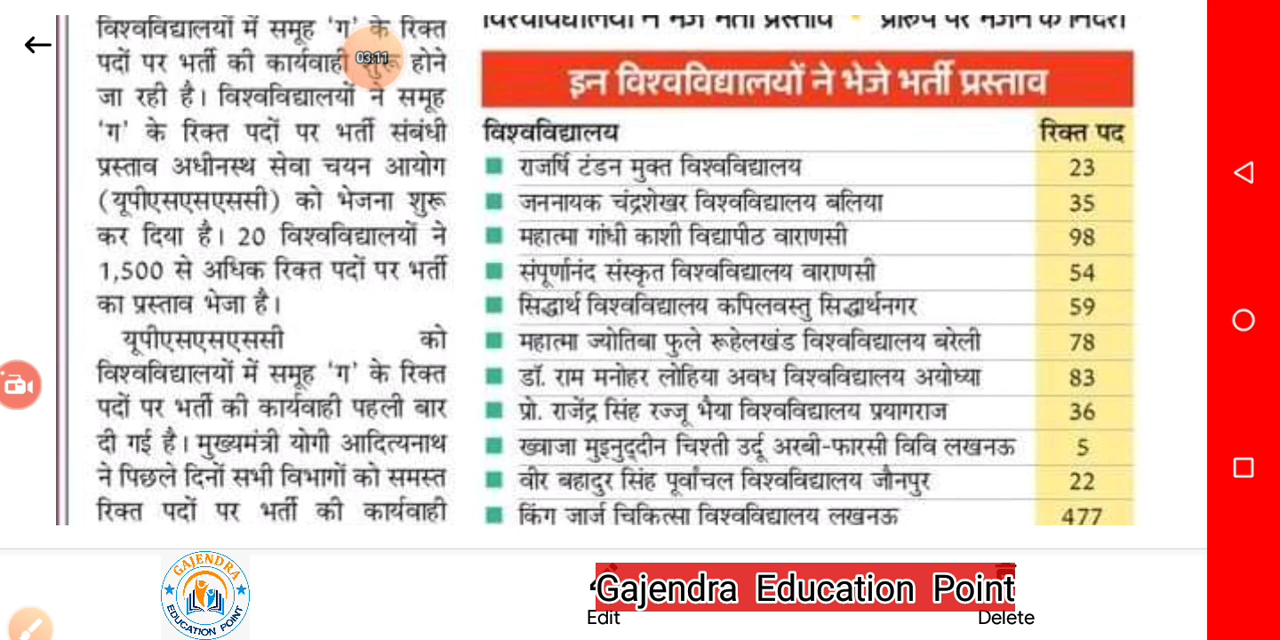 विश्वविद्यालयों में समूह 'ग' के रिक्त
पदों पर भर्ती की कार्यवाही शुरू होने
जा रही है। विश्वविद्यालयों ने समूह
'ग' के रिक्त पदों पर भर्ती संबंधी
प्रस्ताव अधीनस्थ सेवा चयन आयोग
(यूपीएसएसएससी) को भेजना शुरू
कर दिया है। 20 विश्वविद्यालयों ने
1,500 से अधिक रिक्त पदों पर भर्ती
का प्रस्ताव भेजा है।
यूपीएसएसएससी को
विश्वविद्यालयों में समूह 'ग' के रिक्त
पदों पर भर्ती की कार्यवाही पहली बार
दी गई है। मुख्यमंत्री योगी आदित्यनाथ
ने पिछले दिनों सभी विभागों को समस्त
रिक्त पदों पर भर्ती की कार्यवाही
03:11
इन विश्वविद्यालयों ने भेजे भर्ती प्रस्ताव
विश्वविद्यालय रिक्त पद
राजर्षि टंडन मुक्त विश्वविद्यालय 23
जननायक चंद्रशेखर विश्वविद्यालय बलिया 35
महात्मा गांधी काशी विद्यापीठ वाराणसी 98
संपूर्णानंद संस्कृत विश्वविद्यालय वाराणसी 54
सिद्धार्थ विश्वविद्यालय कपिलवस्तु सिद्धार्थनगर 59
महात्मा ज्योतिबा फुले रूहेलखंड विश्वविद्यालय बरेली 78
डॉ. राम मनोहर लोहिया अवध विश्वविद्यालय अयोध्या 83
प्रो. राजेंद्र सिंह रज्जू भैया विश्वविद्यालय प्रयागराज 36
ख्वाजा मुइनुद्दीन चिश्ती उर्दू अरबी-फारसी विवि लखनऊ 5
वीर बहादुर सिंह पूर्वांचल विश्वविद्यालय जौनपुर 22
किंग जार्ज चिकित्सा विश्वविद्यालय लखनऊ 477
GAJENDRA
EDUCATION POINT
Gajendra Education Point
Edit Delete